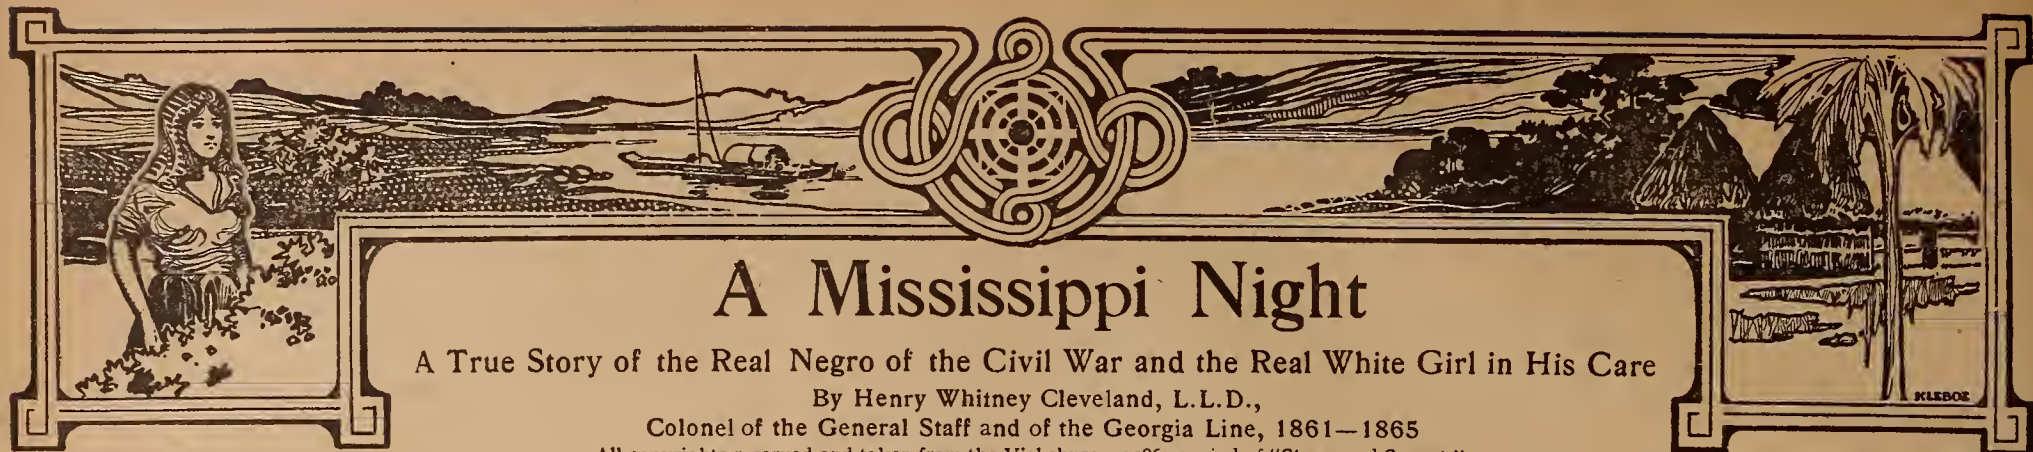 A Mississippi Night
A True Story of the Real Negro of the Civil War and the Real White Girl in His Care
By Henry Whitney Cleveland, L.L.D.,
Colonel of the General Staff and of the Georgia Line, 1861—1865
KLEBOE